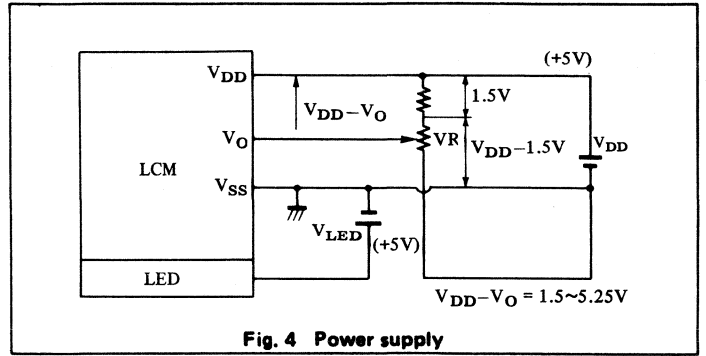 (+5V)
VDD
1.5V
VDD−VO
VO
VR
VDD−1.5V
VDD
LCM
VSS
VLED
(+5V)
LED
VDD−VO = 1.5~5.25V
Fig. 4 Power supply